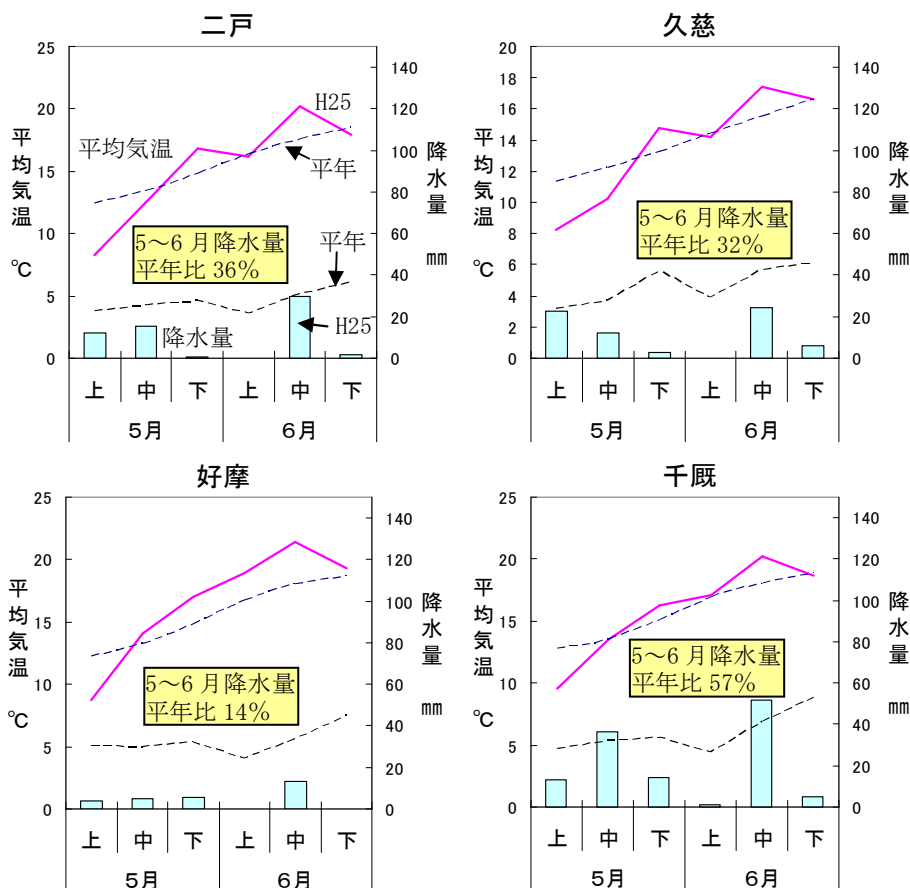 二戸
25
20
15
10
5
0
平均気温
℃
140
120
100
80
60
40
20
0
降水量
mm
H25
平均気温
平年
5～6月降水量
平年比 36%
平年
降水量
H25
上 中 下 上 中 下
5月 6月
久慈
20
18
16
14
12
10
8
6
4
2
0
平均気温
℃
140
120
100
80
60
40
20
0
降水量
mm
5～6月降水量
平年比 32%
上 中 下 上 中 下
5月 6月
好摩
25
20
15
10
5
0
平均気温
℃
140
120
100
80
60
40
20
0
降水量
mm
5～6月降水量
平年比 14%
上 中 下 上 中 下
5月 6月
千厩
25
20
15
10
5
0
平均気温
℃
140
120
100
80
60
40
20
0
降水量
mm
5～6月降水量
平年比 57%
上 中 下 上 中 下
5月 6月